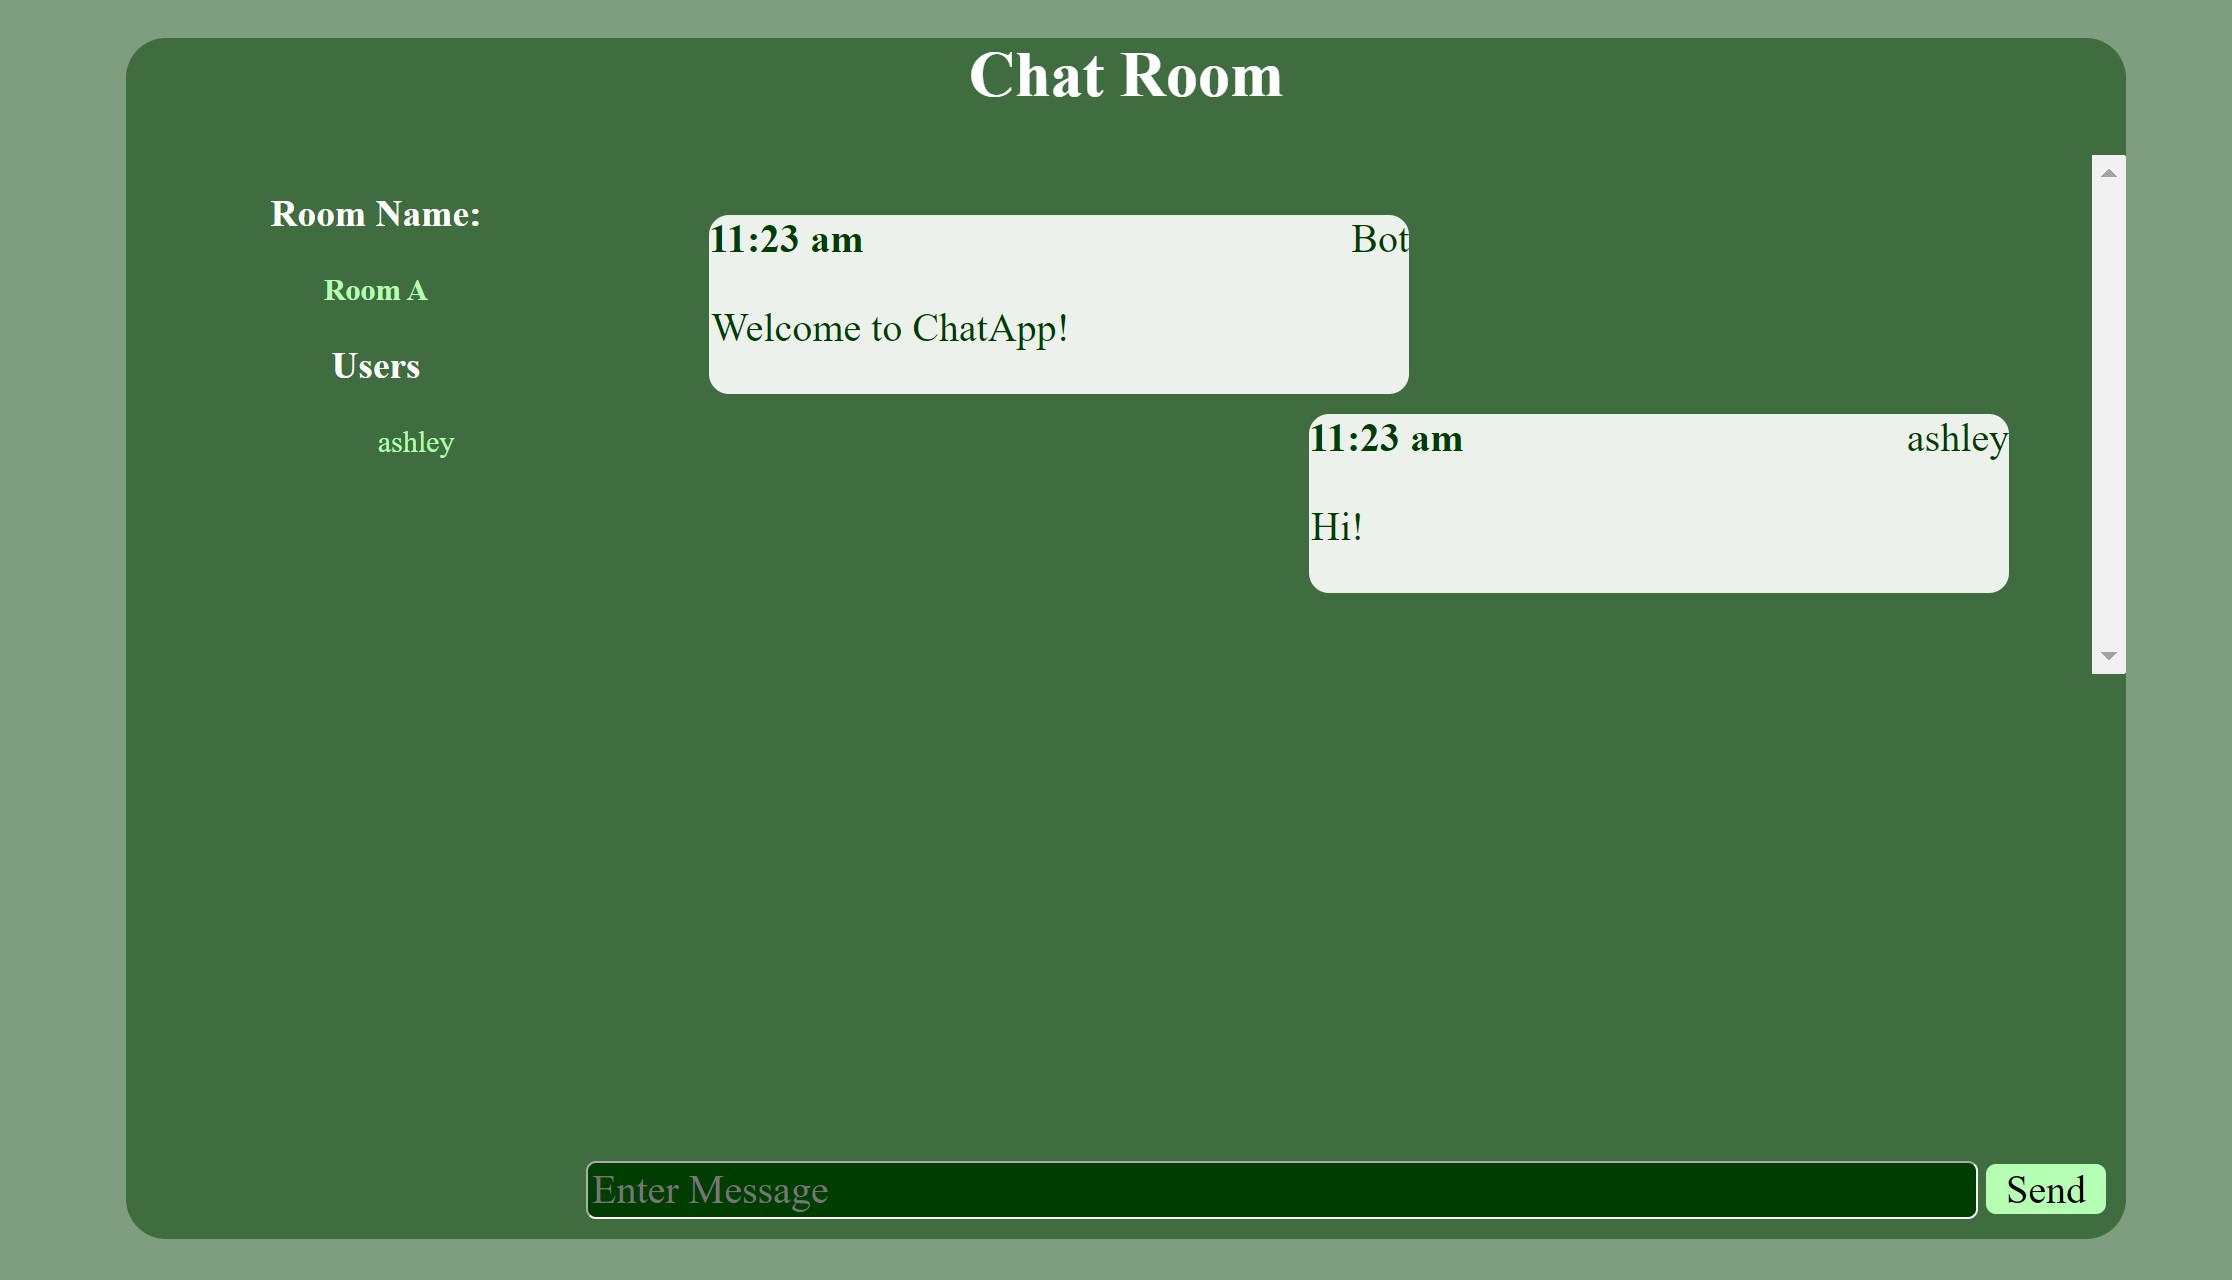 Chat Room
Room Name:
Room A
Users
ashley
11:23 am Bot
Welcome to ChatApp!
11:23 am ashley
Hi!
Enter Message
Send